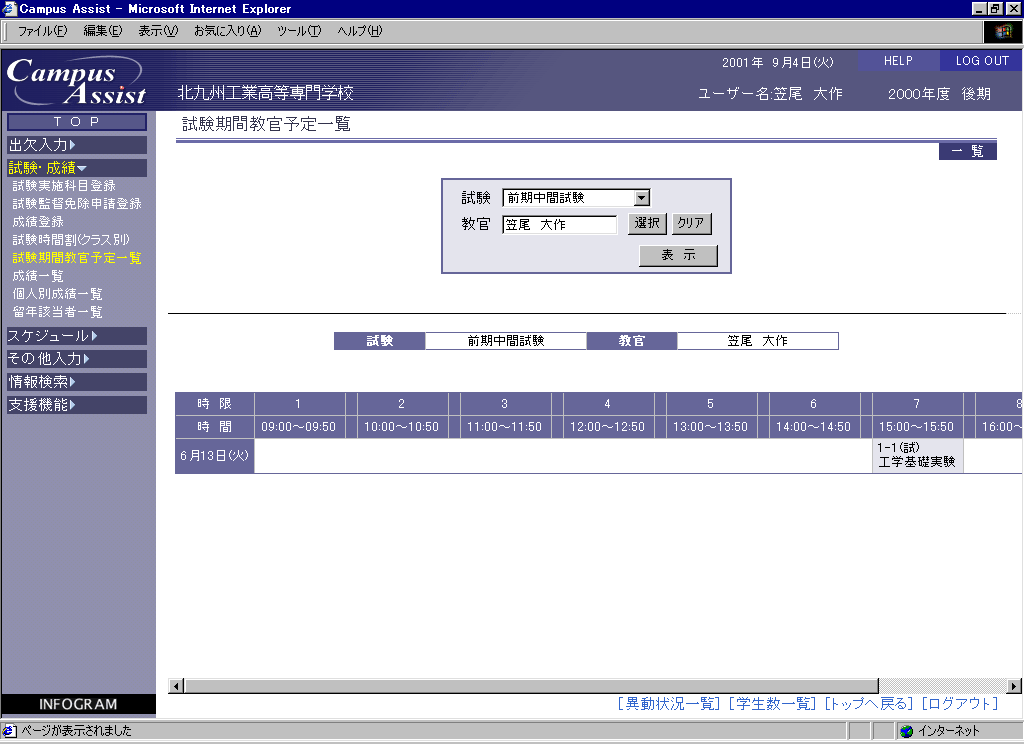 Campus Assist - Microsoft Internet Explorer
ファイル(F) 編集(E) 表示(V) お気に入り(A) ツール(T) ヘルプ(H)
Campus Assist
2001年 9月4日(火) HELP LOG OUT
北九州工業高等専門学校 ユーザー名:笠尾 大作 2000年度 後期
TOP
出欠入力
試験・成績
試験実施科目登録
試験監督免除申請登録
成績登録
試験時間割(クラス別)
試験期間教官予定一覧
成績一覧
個人別成績一覧
留年該当者一覧
スケジュール
その他入力
情報検索
支援機能
INFOGRAM
試験期間教官予定一覧
一 覧
試験 前期中間試験
教官 笠尾 大作 選択 クリア
表 示
試験 前期中間試験 教官 笠尾 大作
時 限 1 2 3 4 5 6 7 8
時 間 09:00～09:50 10:00～10:50 11:00～11:50 12:00～12:50 13:00～13:50 14:00～14:50 15:00～15:50 16:00～
6月13日(火) 1-1(試)
工学基礎実験
[異動状況一覧] [学生数一覧] [トップへ戻る] [ログアウト]
ページが表示されました インターネット